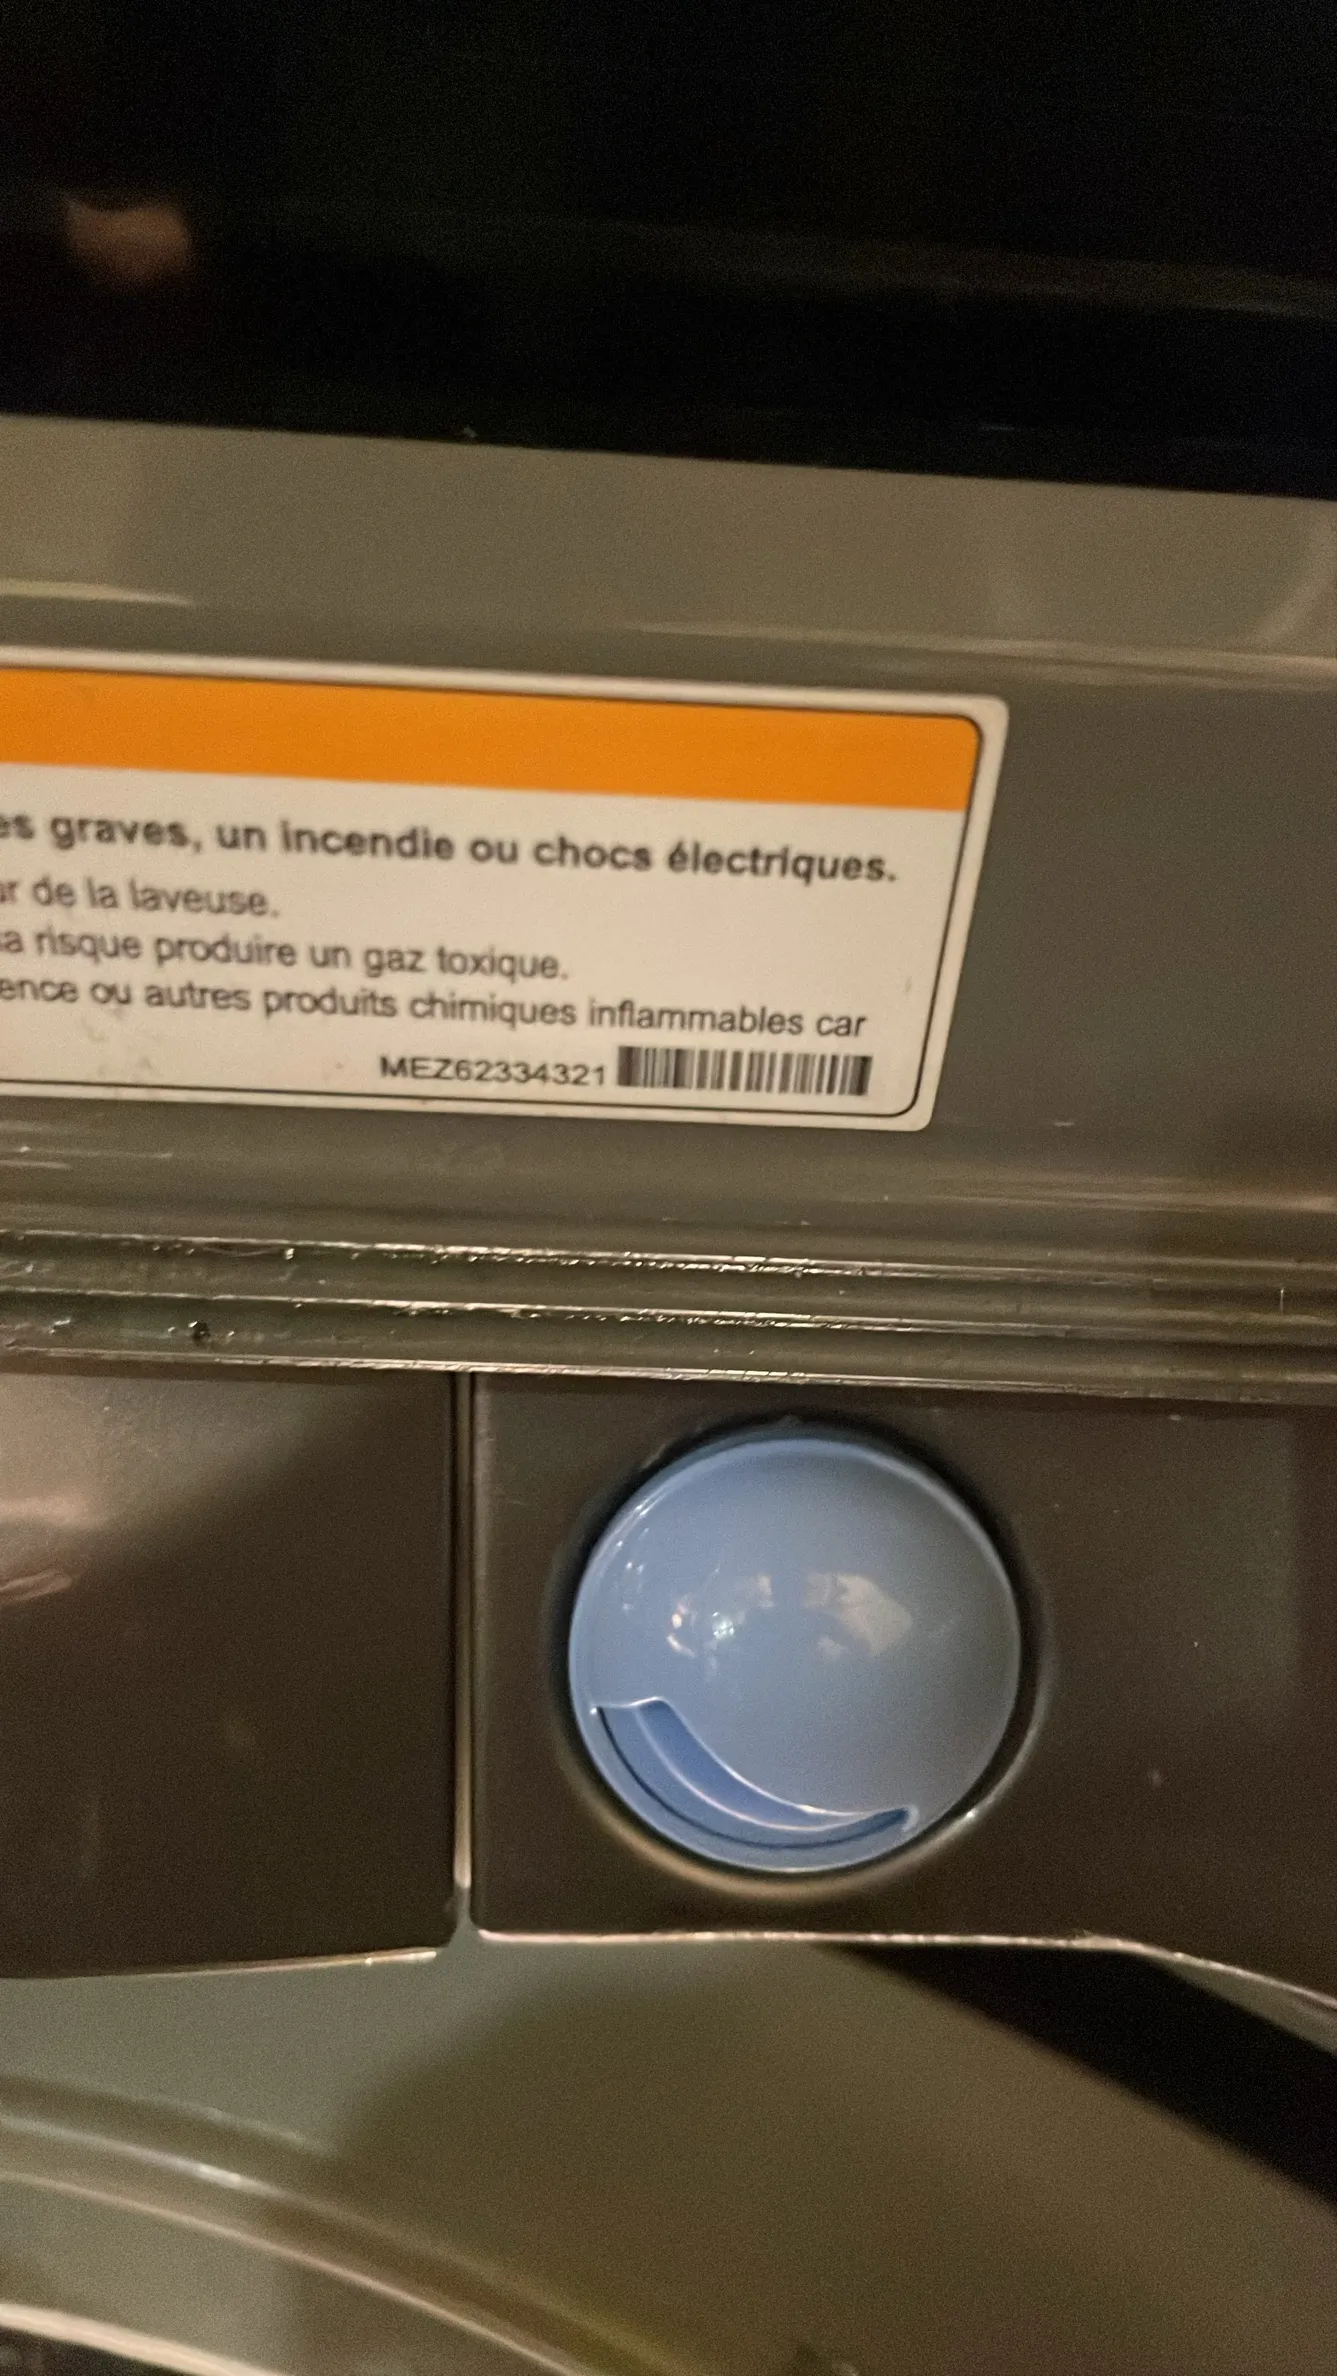 es graves, un incendie ou chocs électriques.
r de la laveuse.
a risque produire un gaz toxique.
ence ou autres produits chimiques inflammables car
MEZ62334321